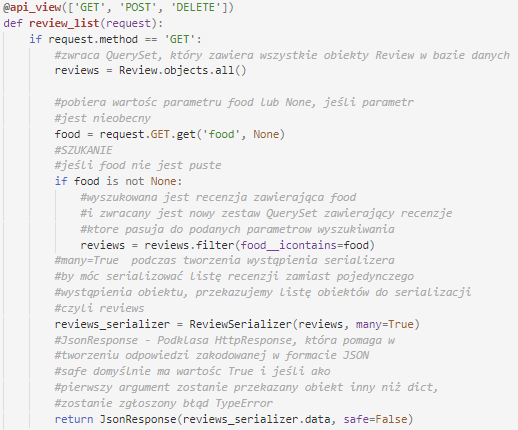 @api_view(['GET', 'POST', 'DELETE'])
def review_list(request):
    if request.method == 'GET':
        #zwraca QuerySet, który zawiera wszystkie obiekty Review w bazie danych
        reviews = Review.objects.all()

        #pobiera wartośc parametru food lub None, jeśli parametr
        #jest nieobecny
        food = request.GET.get('food', None)
        #SZUKANIE
        #jeśli food nie jest puste
        if food is not None:
            #wyszukowana jest recenzja zawierająca food
            #i zwracany jest nowy zestaw QuerySet zawierający recenzje
            #ktore pasują do podanych parametrow wyszukiwania
            reviews = reviews.filter(food__icontains=food)
        #many=True  podczas tworzenia wystąpienia serializera
        #by móc serializować listę recenzji zamiast pojedynczego
        #wystąpienia obiektu, przekazujemy listę obiektów do serializacji
        #czyli reviews
        reviews_serializer = ReviewSerializer(reviews, many=True)
        #JsonResponse - Podklasa HttpResponse, która pomaga w
        #tworzeniu odpowiedzi zakodowanej w formacie JSON
        #safe domyślnie ma wartośc True i jeśli ako
        #pierwszy argument zostanie przekazany obiekt inny niż dict,
        #zostanie zgłoszony błąd TypeError
        return JsonResponse(reviews_serializer.data, safe=False)